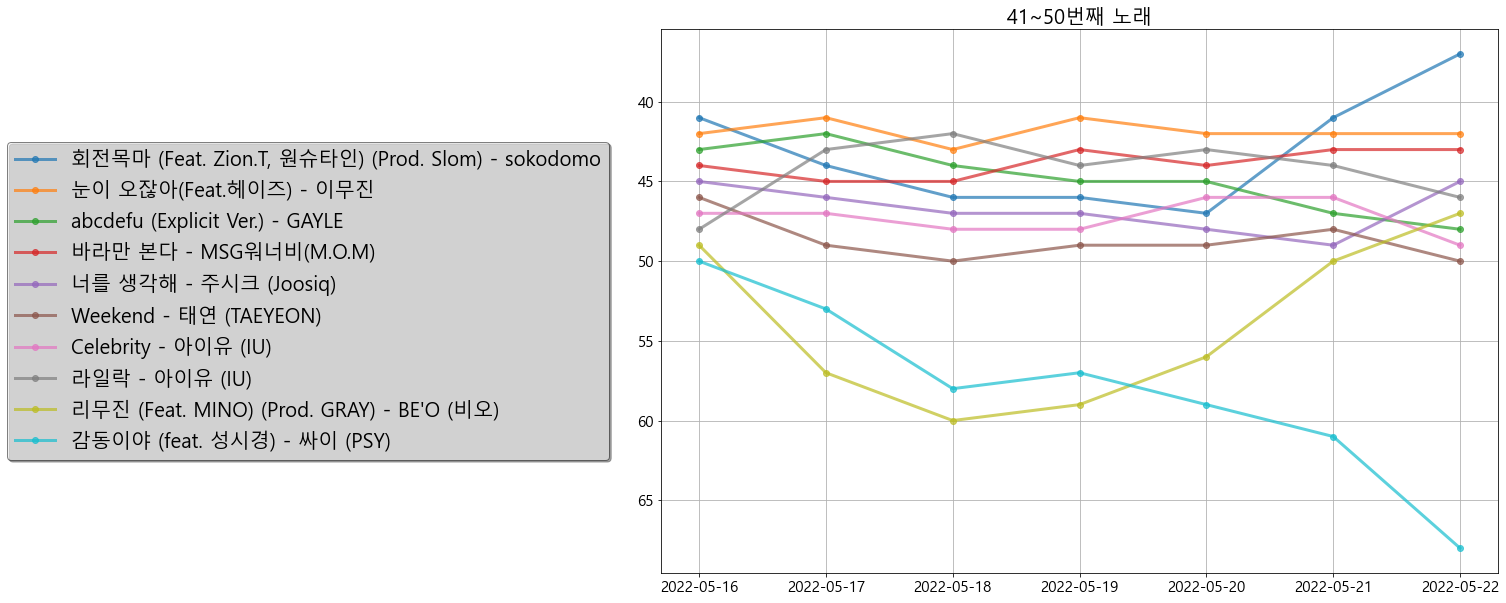 41~50번째 노래
회전목마 (Feat. Zion.T, 원슈타인) (Prod. Slom) - sokodomo
눈이 오잖아(Feat.헤이즈) - 이무진
abcdefu (Explicit Ver.) - GAYLE
바라만 본다 - MSG워너비(M.O.M)
너를 생각해 - 주시크 (Joosiq)
Weekend - 태연 (TAEYEON)
Celebrity - 아이유 (IU)
라일락 - 아이유 (IU)
리무진 (Feat. MINO) (Prod. GRAY) - BE'O (비오)
감동이야 (feat. 성시경) - 싸이 (PSY)
40
45
50
55
60
65
2022-05-16 2022-05-17 2022-05-18 2022-05-19 2022-05-20 2022-05-21 2022-05-22